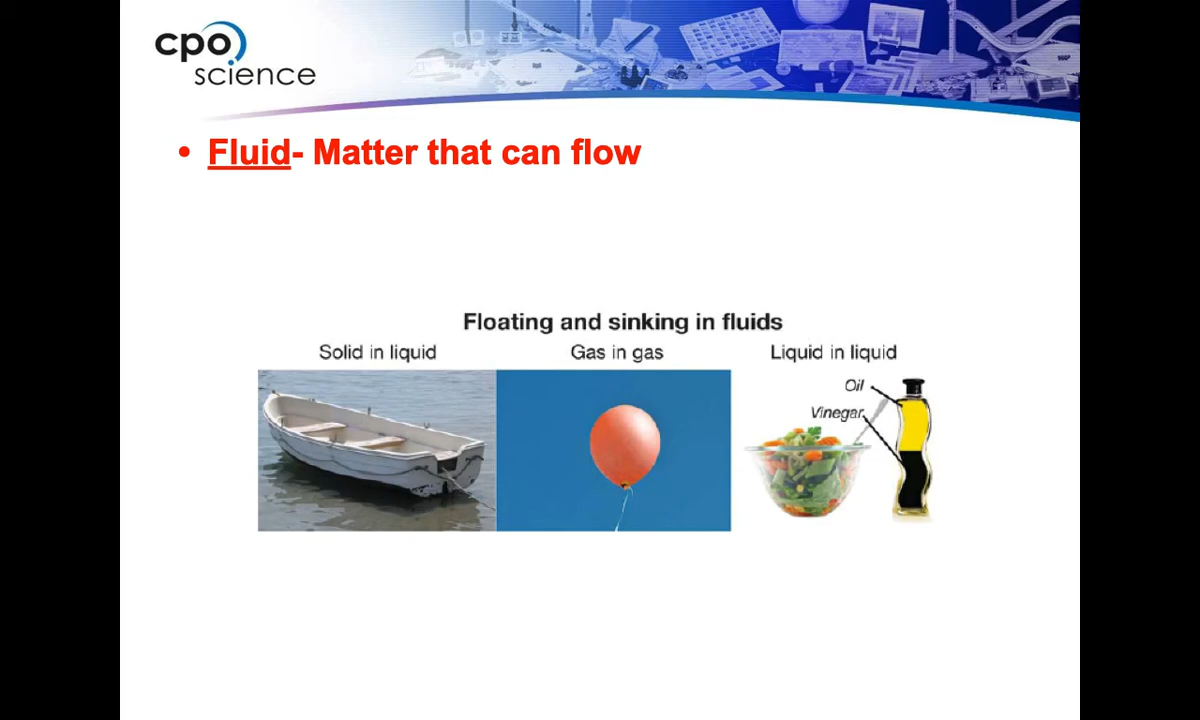 cpo
science
• Fluid- Matter that can flow
Floating and sinking in fluids
Solid in liquid
Gas in gas
Liquid in liquid
Oil
Vinegar